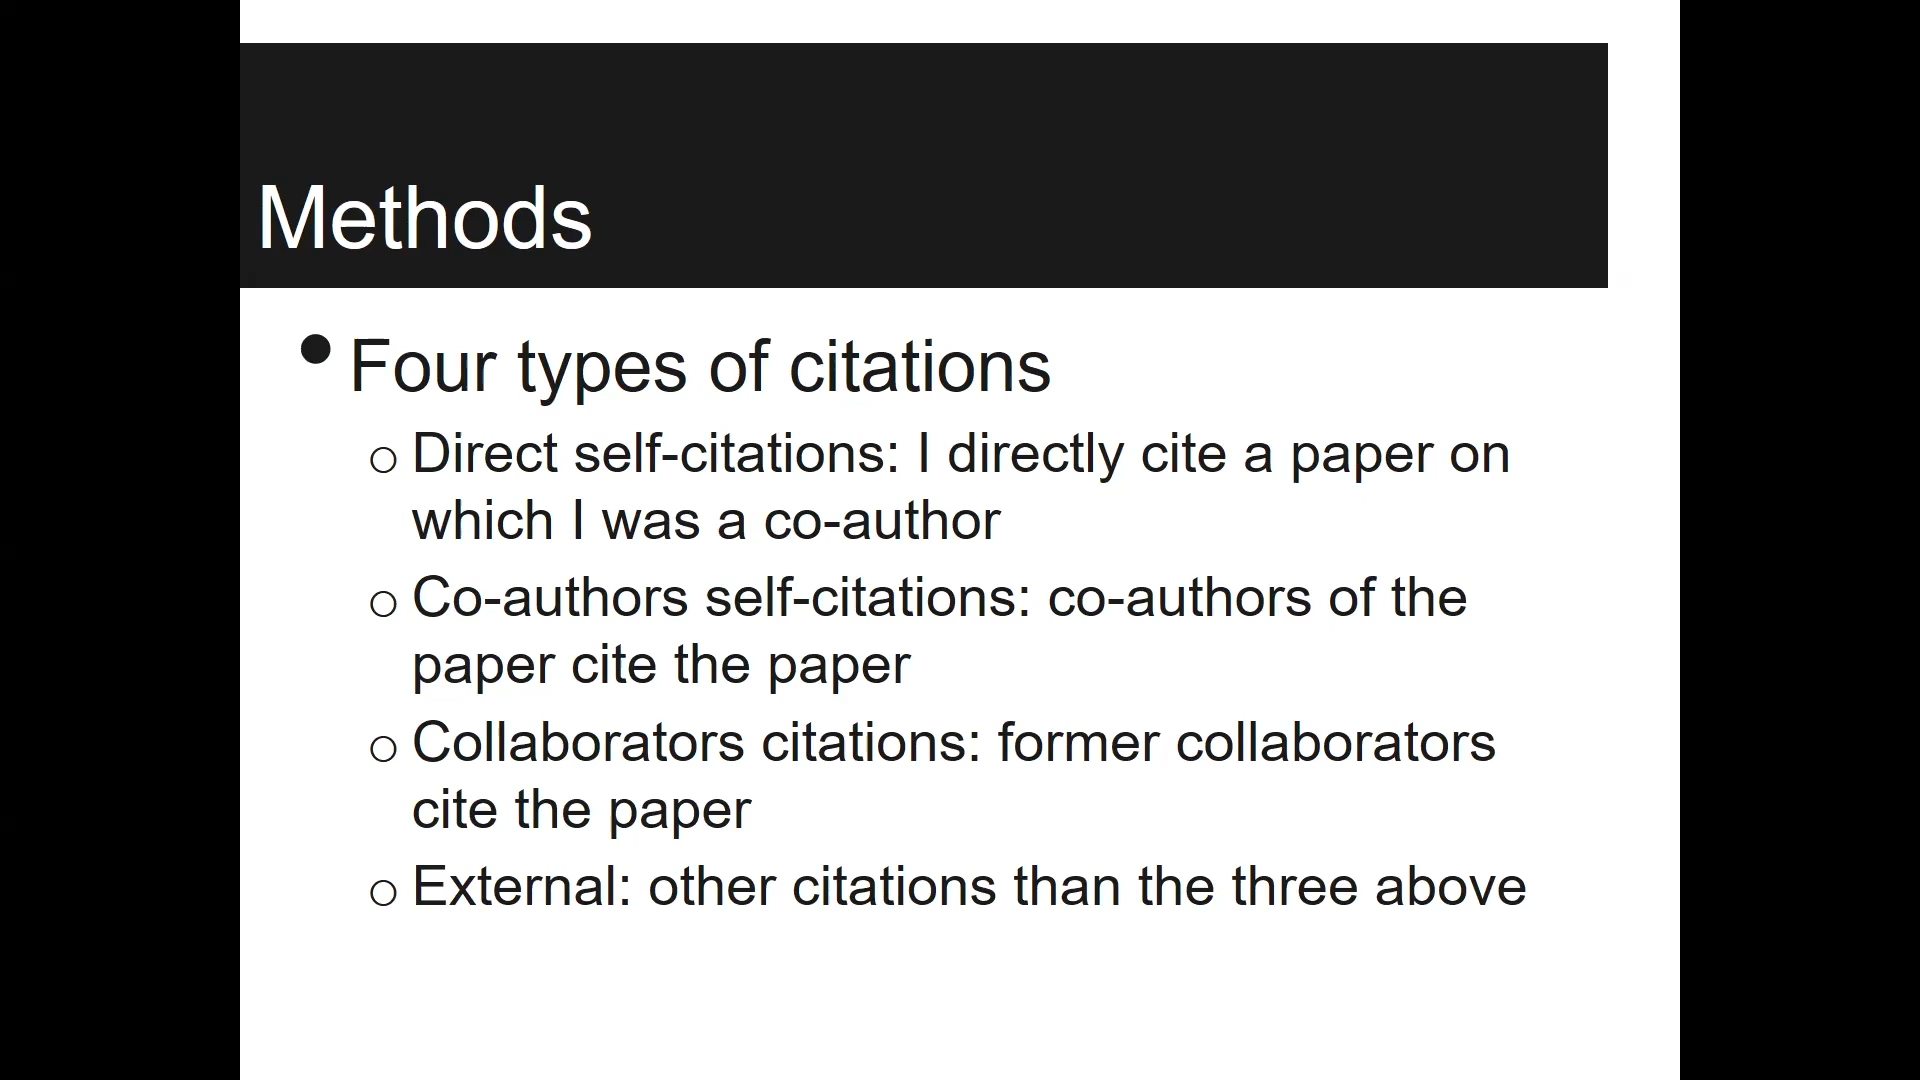 Methods
• Four types of citations
o Direct self-citations: I directly cite a paper on
which I was a co-author
o Co-authors self-citations: co-authors of the
paper cite the paper
o Collaborators citations: former collaborators
cite the paper
o External: other citations than the three above